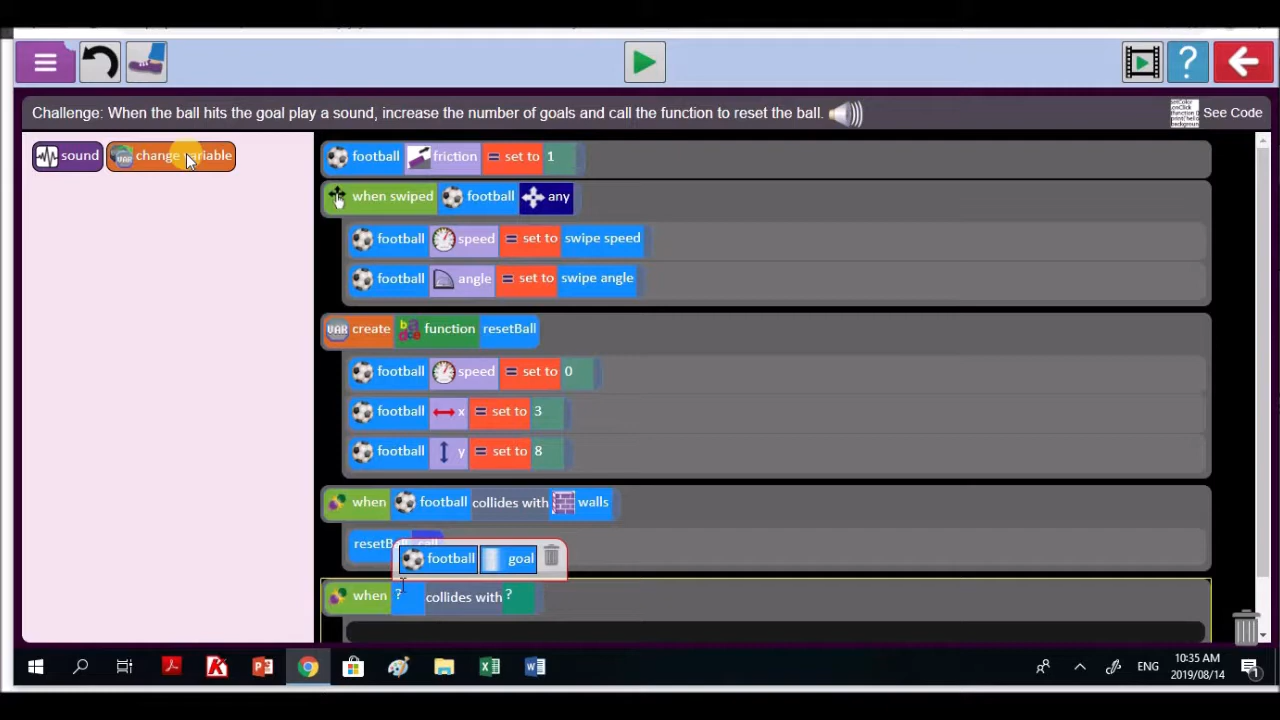 Challenge: When the ball hits the goal play a sound, increase the number of goals and call the function to reset the ball.
See Code
sound
change variable
football friction = set to 1
when swiped football any
football speed = set to swipe speed
football angle = set to swipe angle
VAR create function resetBall
football speed = set to 0
football x = set to 3
football y = set to 8
when football collides with walls
football goal
when ? collides with ?
10:35 AM
ENG
2019/08/14